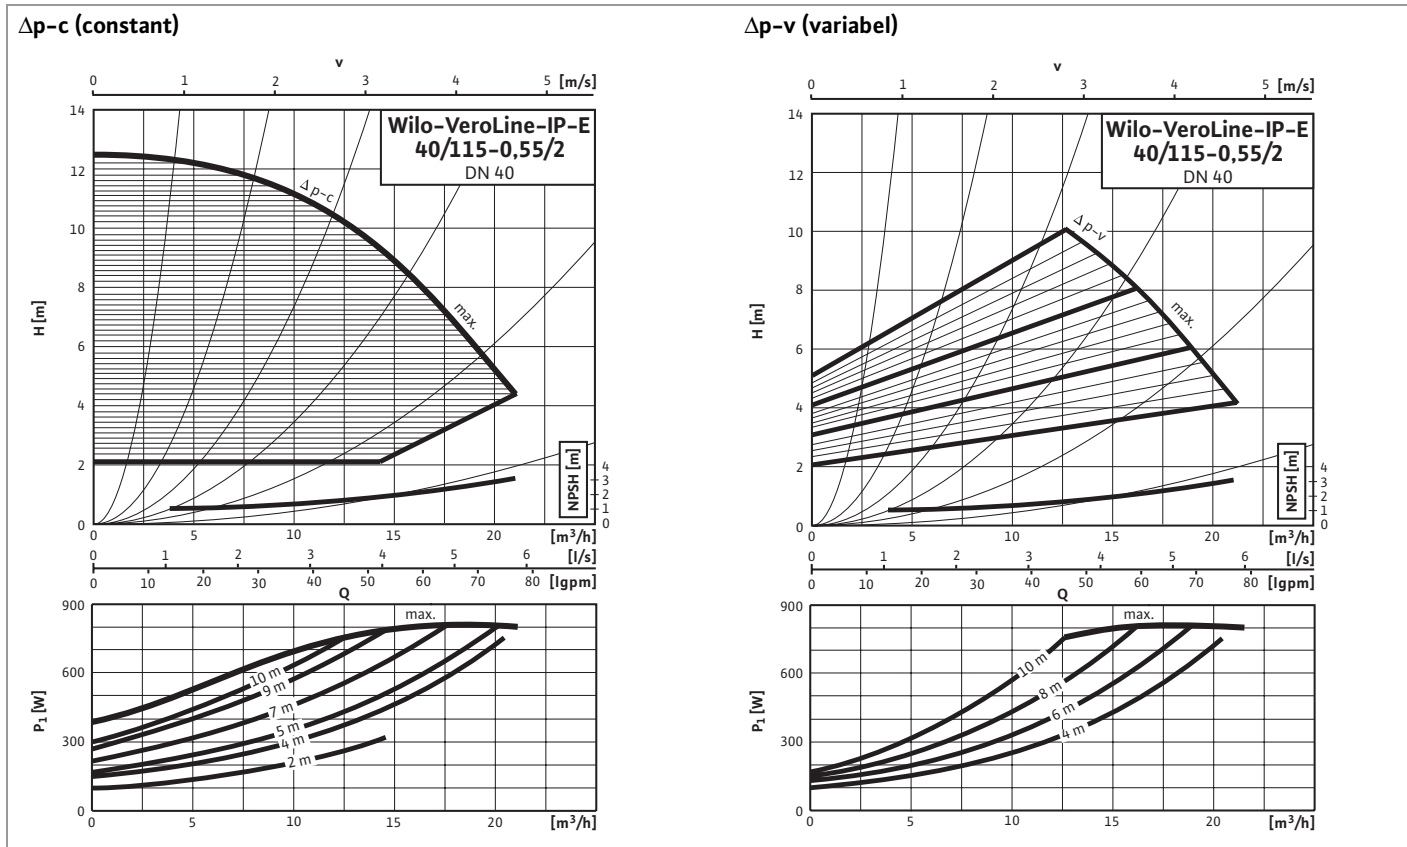 Δp-c (constant)
v
0 1 2 3 4 5 [m/s]
14
12
10
8
6
4
2
0
H [m]
Wilo-VeroLine-IP-E
40/115-0,55/2
DN 40
Δ p-c
max.
NPSH [m]
4
3
2
1
0
0 5 10 15 20 [m³/h]
0 1 2 3 4 5 6 [l/s]
0 10 20 30 40 50 60 70 80 [Igpm]
Q
900
600
300
0
P₁ [W]
max.
10 m
9 m
7 m
5 m
4 m
2 m
0 5 10 15 20 [m³/h]
Δp-v (variabel)
v
0 1 2 3 4 5 [m/s]
14
12
10
8
6
4
2
0
H [m]
Wilo-VeroLine-IP-E
40/115-0,55/2
DN 40
Δ p-v
max.
NPSH [m]
4
3
2
1
0
0 5 10 15 20 [m³/h]
0 1 2 3 4 5 6 [l/s]
0 10 20 30 40 50 60 70 80 [Igpm]
Q
900
600
300
0
P₁ [W]
max.
10 m
8 m
6 m
4 m
0 5 10 15 20 [m³/h]